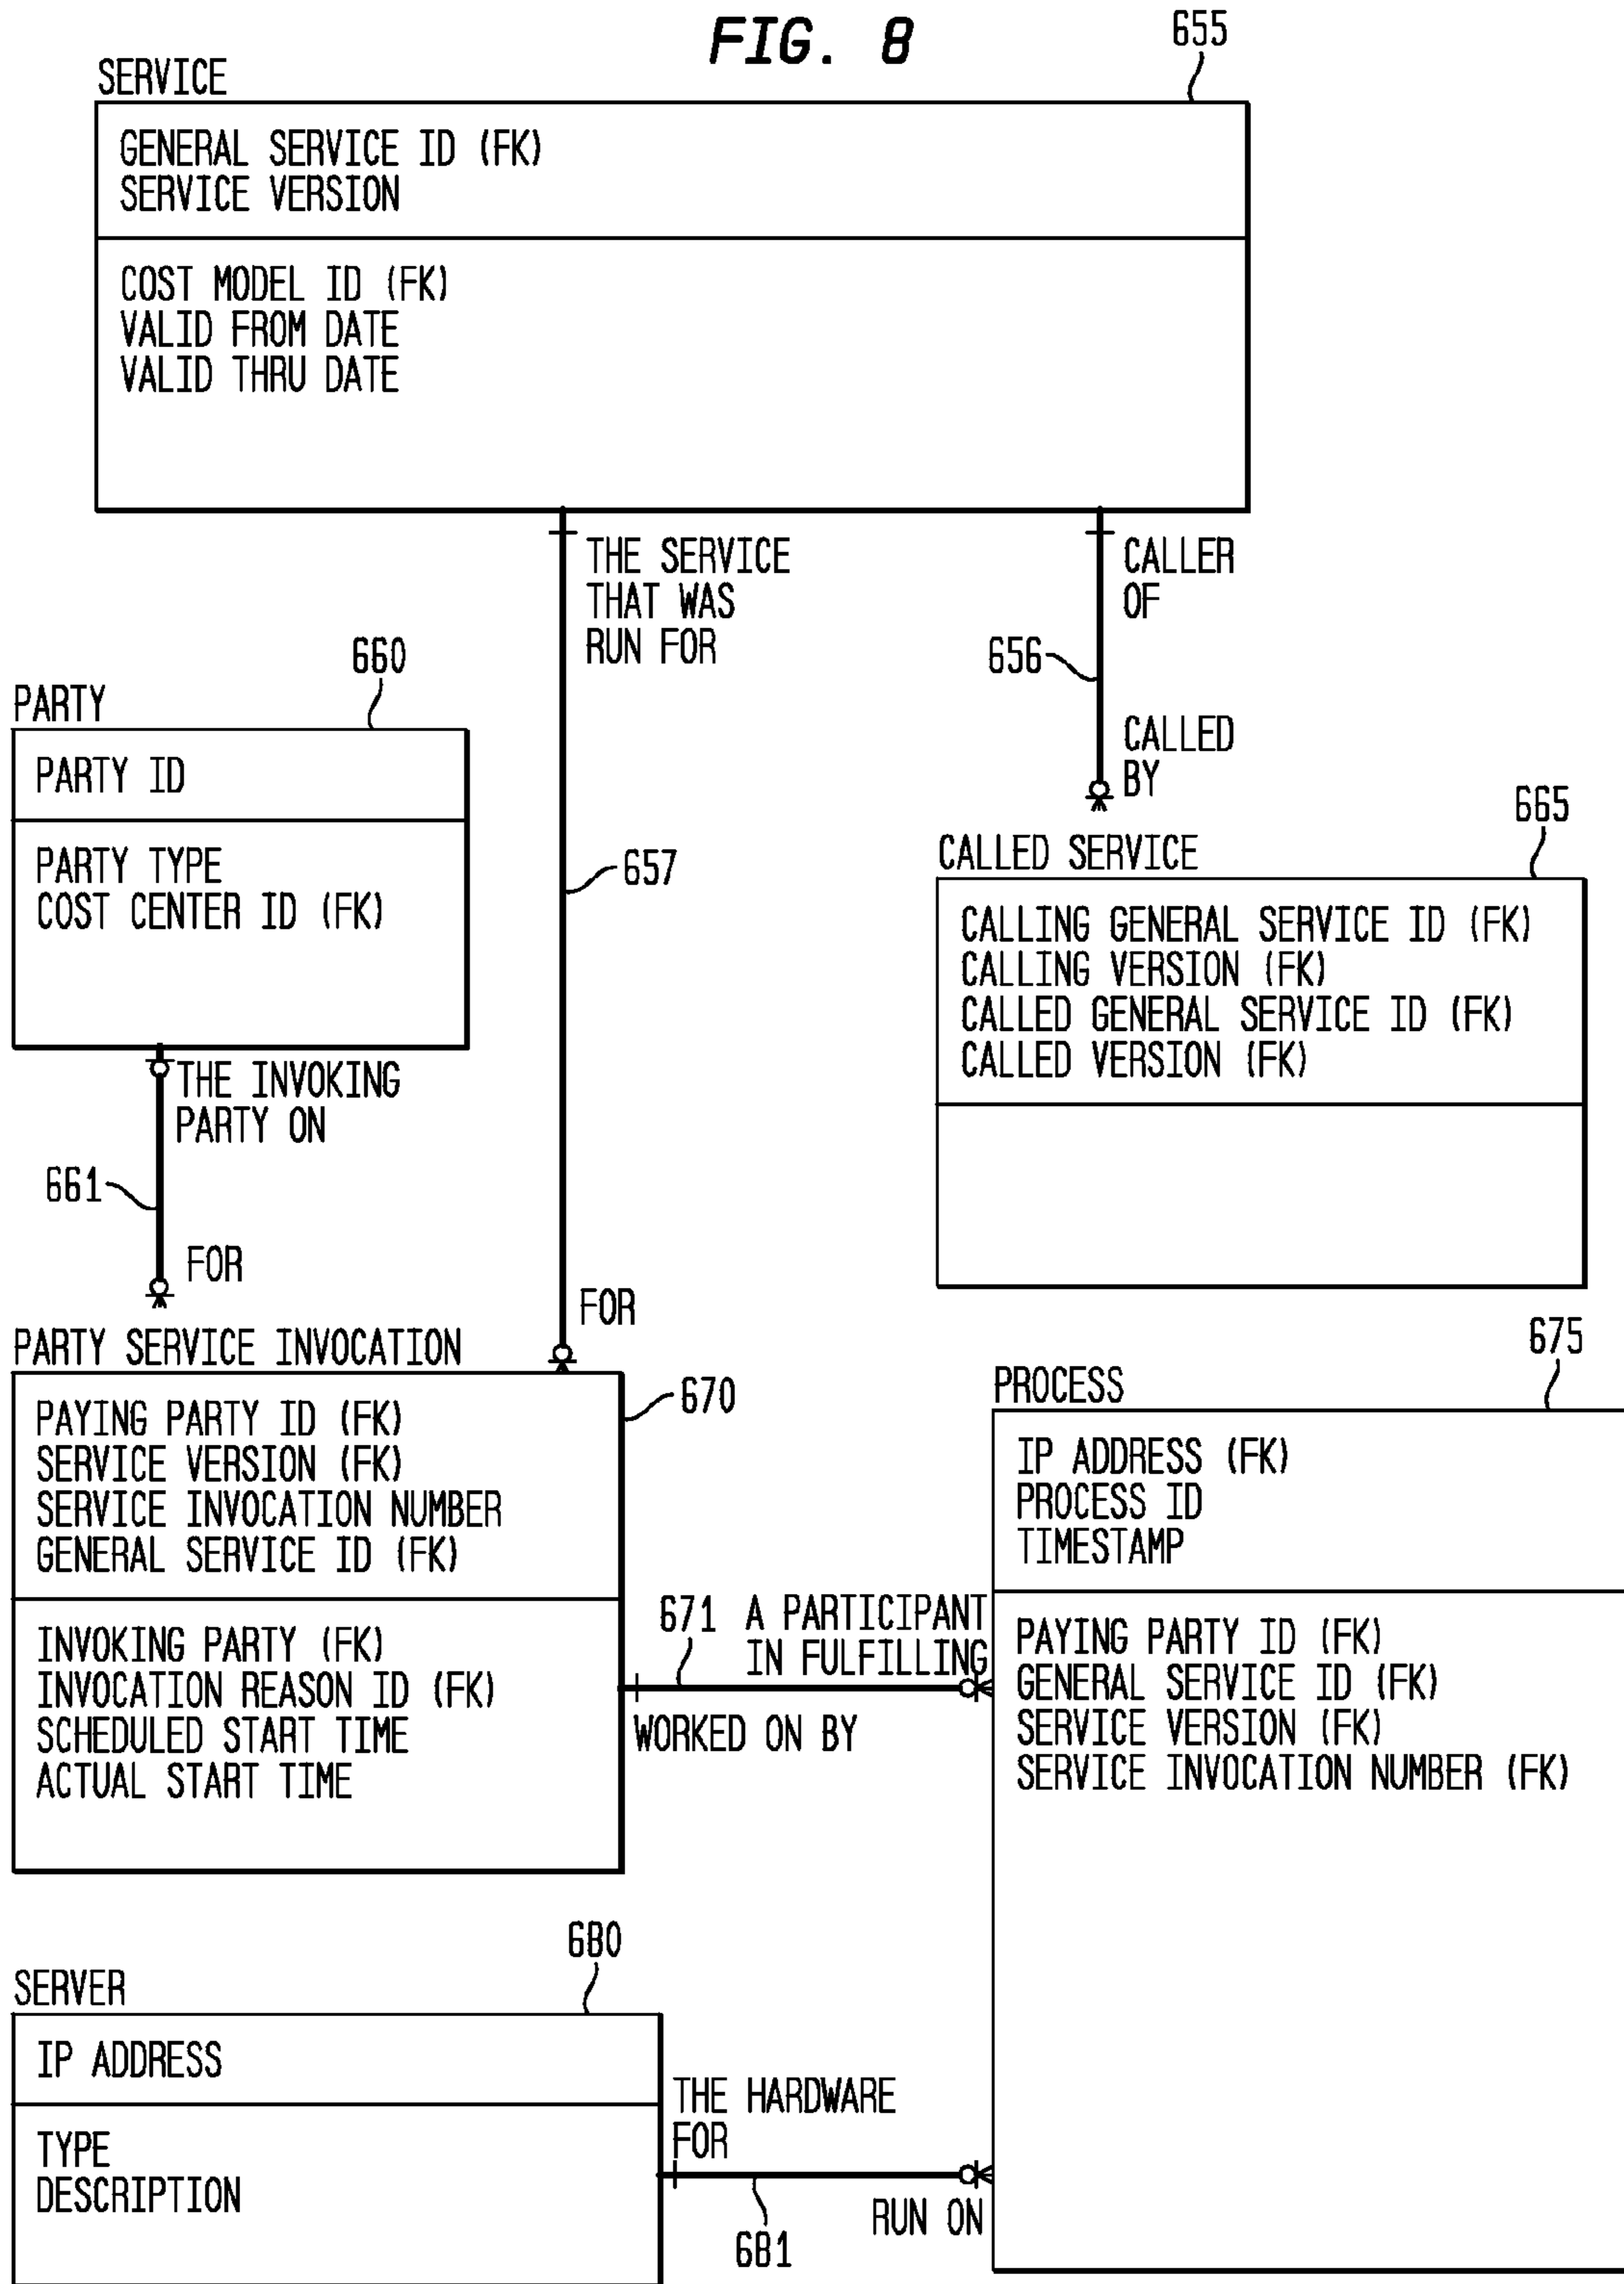 FIG. 8
655
SERVICE
GENERAL SERVICE ID (FK)
SERVICE VERSION
COST MODEL ID (FK)
VALID FROM DATE
VALID THRU DATE
THE SERVICE
THAT WAS
RUN FOR
CALLER
OF
656
CALLED
BY
660
PARTY
PARTY ID
PARTY TYPE
COST CENTER ID (FK)
657
665
CALLED SERVICE
CALLING GENERAL SERVICE ID (FK)
CALLING VERSION (FK)
CALLED GENERAL SERVICE ID (FK)
CALLED VERSION (FK)
THE INVOKING
PARTY ON
661
FOR
FOR
PARTY SERVICE INVOCATION
670
PAYING PARTY ID (FK)
SERVICE VERSION (FK)
SERVICE INVOCATION NUMBER
GENERAL SERVICE ID (FK)
INVOKING PARTY (FK)
INVOCATION REASON ID (FK)
SCHEDULED START TIME
ACTUAL START TIME
671
A PARTICIPANT
IN FULFILLING
WORKED ON BY
675
PROCESS
IP ADDRESS (FK)
PROCESS ID
TIMESTAMP
PAYING PARTY ID (FK)
GENERAL SERVICE ID (FK)
SERVICE VERSION (FK)
SERVICE INVOCATION NUMBER (FK)
680
SERVER
IP ADDRESS
TYPE
DESCRIPTION
THE HARDWARE
FOR
681
RUN ON